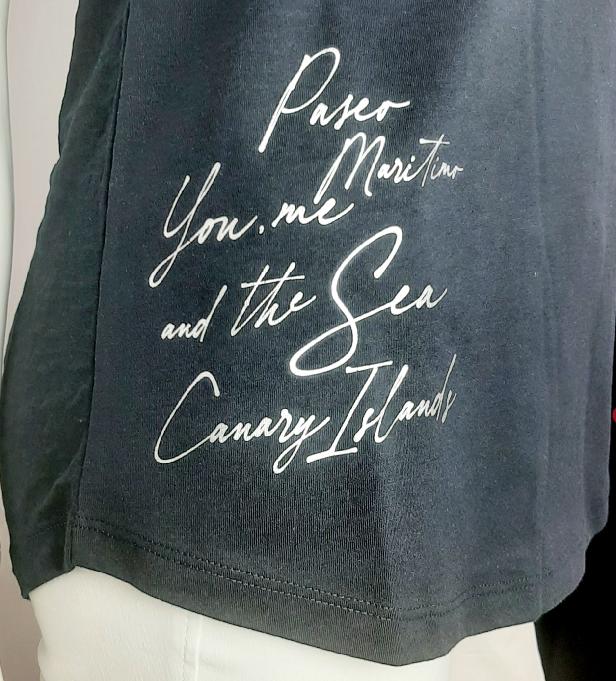 Paseo
Maritimo
You. me
and the Sea
Canary Islands